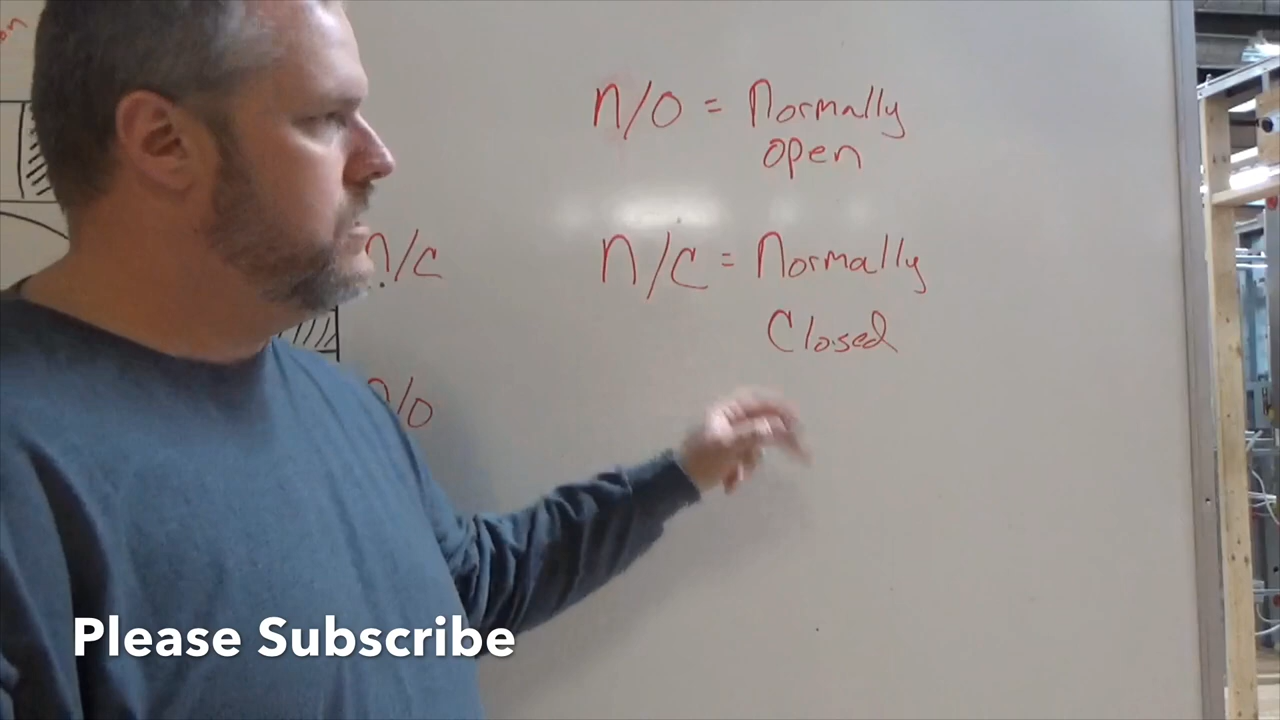 n/o = Normally
open
n/c
n/c = Normally
Closed
n/o
Please Subscribe